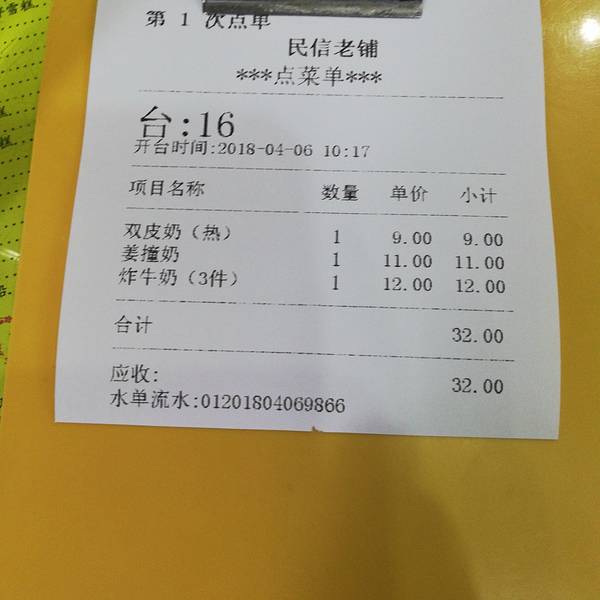 第 1 次点单
民信老铺
***点菜单***
台:16
开台时间:2018-04-06 10:17
项目名称 数量 单价 小计
双皮奶（热） 1 9.00 9.00
姜撞奶 1 11.00 11.00
炸牛奶（3件） 1 12.00 12.00
合计 32.00
应收: 32.00
水单流水:01201804069866